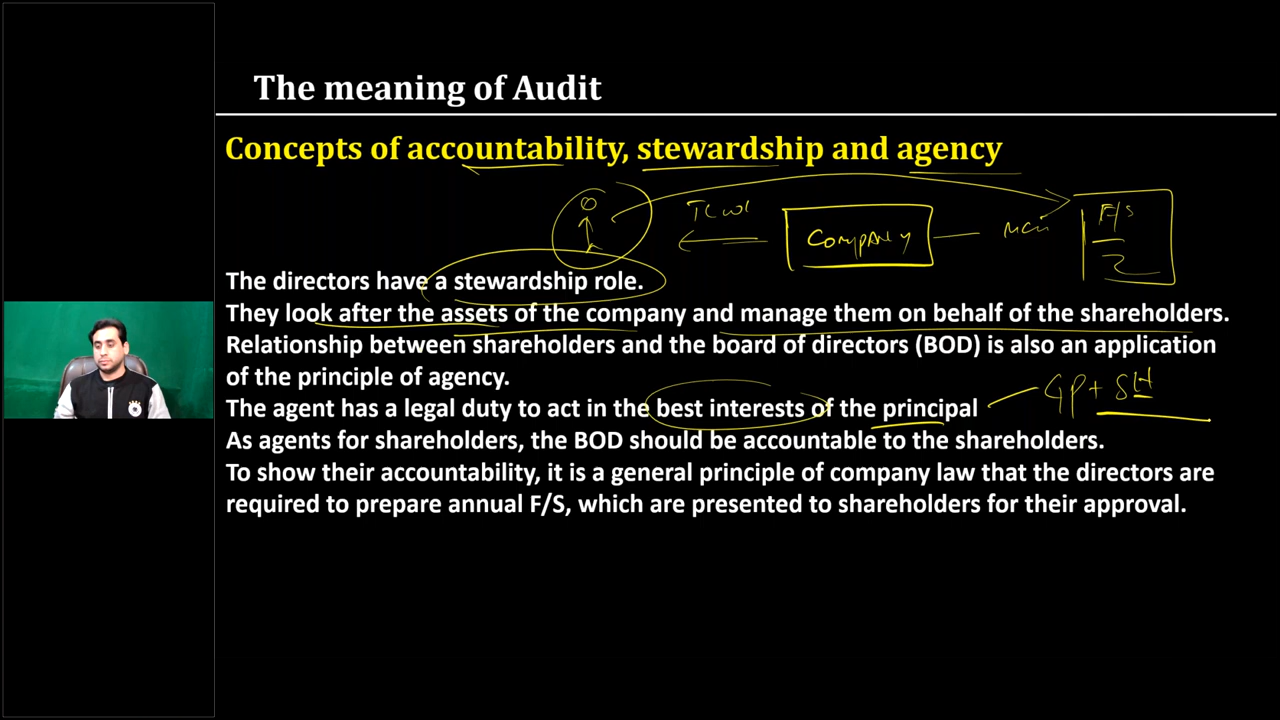 The meaning of Audit
Concepts of accountability, stewardship and agency
Company
F/S
The directors have a stewardship role.
They look after the assets of the company and manage them on behalf of the shareholders.
Relationship between shareholders and the board of directors (BOD) is also an application
of the principle of agency.
The agent has a legal duty to act in the best interests of the principal
GP + SH
As agents for shareholders, the BOD should be accountable to the shareholders.
To show their accountability, it is a general principle of company law that the directors are
required to prepare annual F/S, which are presented to shareholders for their approval.